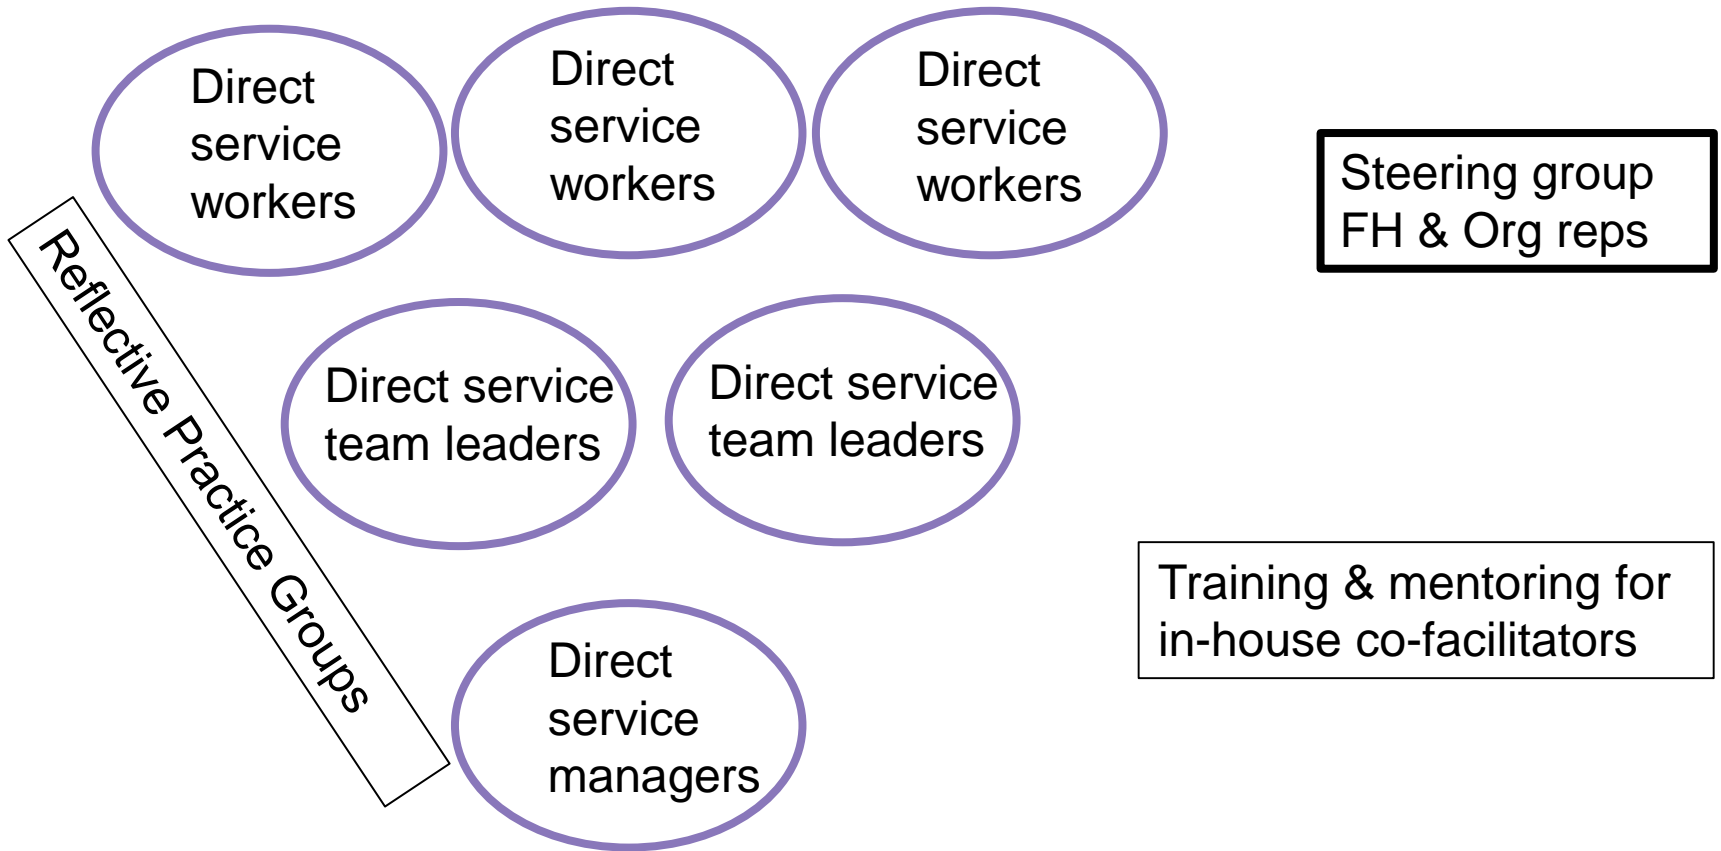 Direct
service
workers
Direct
service
workers
Direct
service
workers
Steering group
FH & Org reps
Reflective Practice Groups
Direct service
team leaders
Direct service
team leaders
Training & mentoring for
in-house co-facilitators
Direct
service
managers